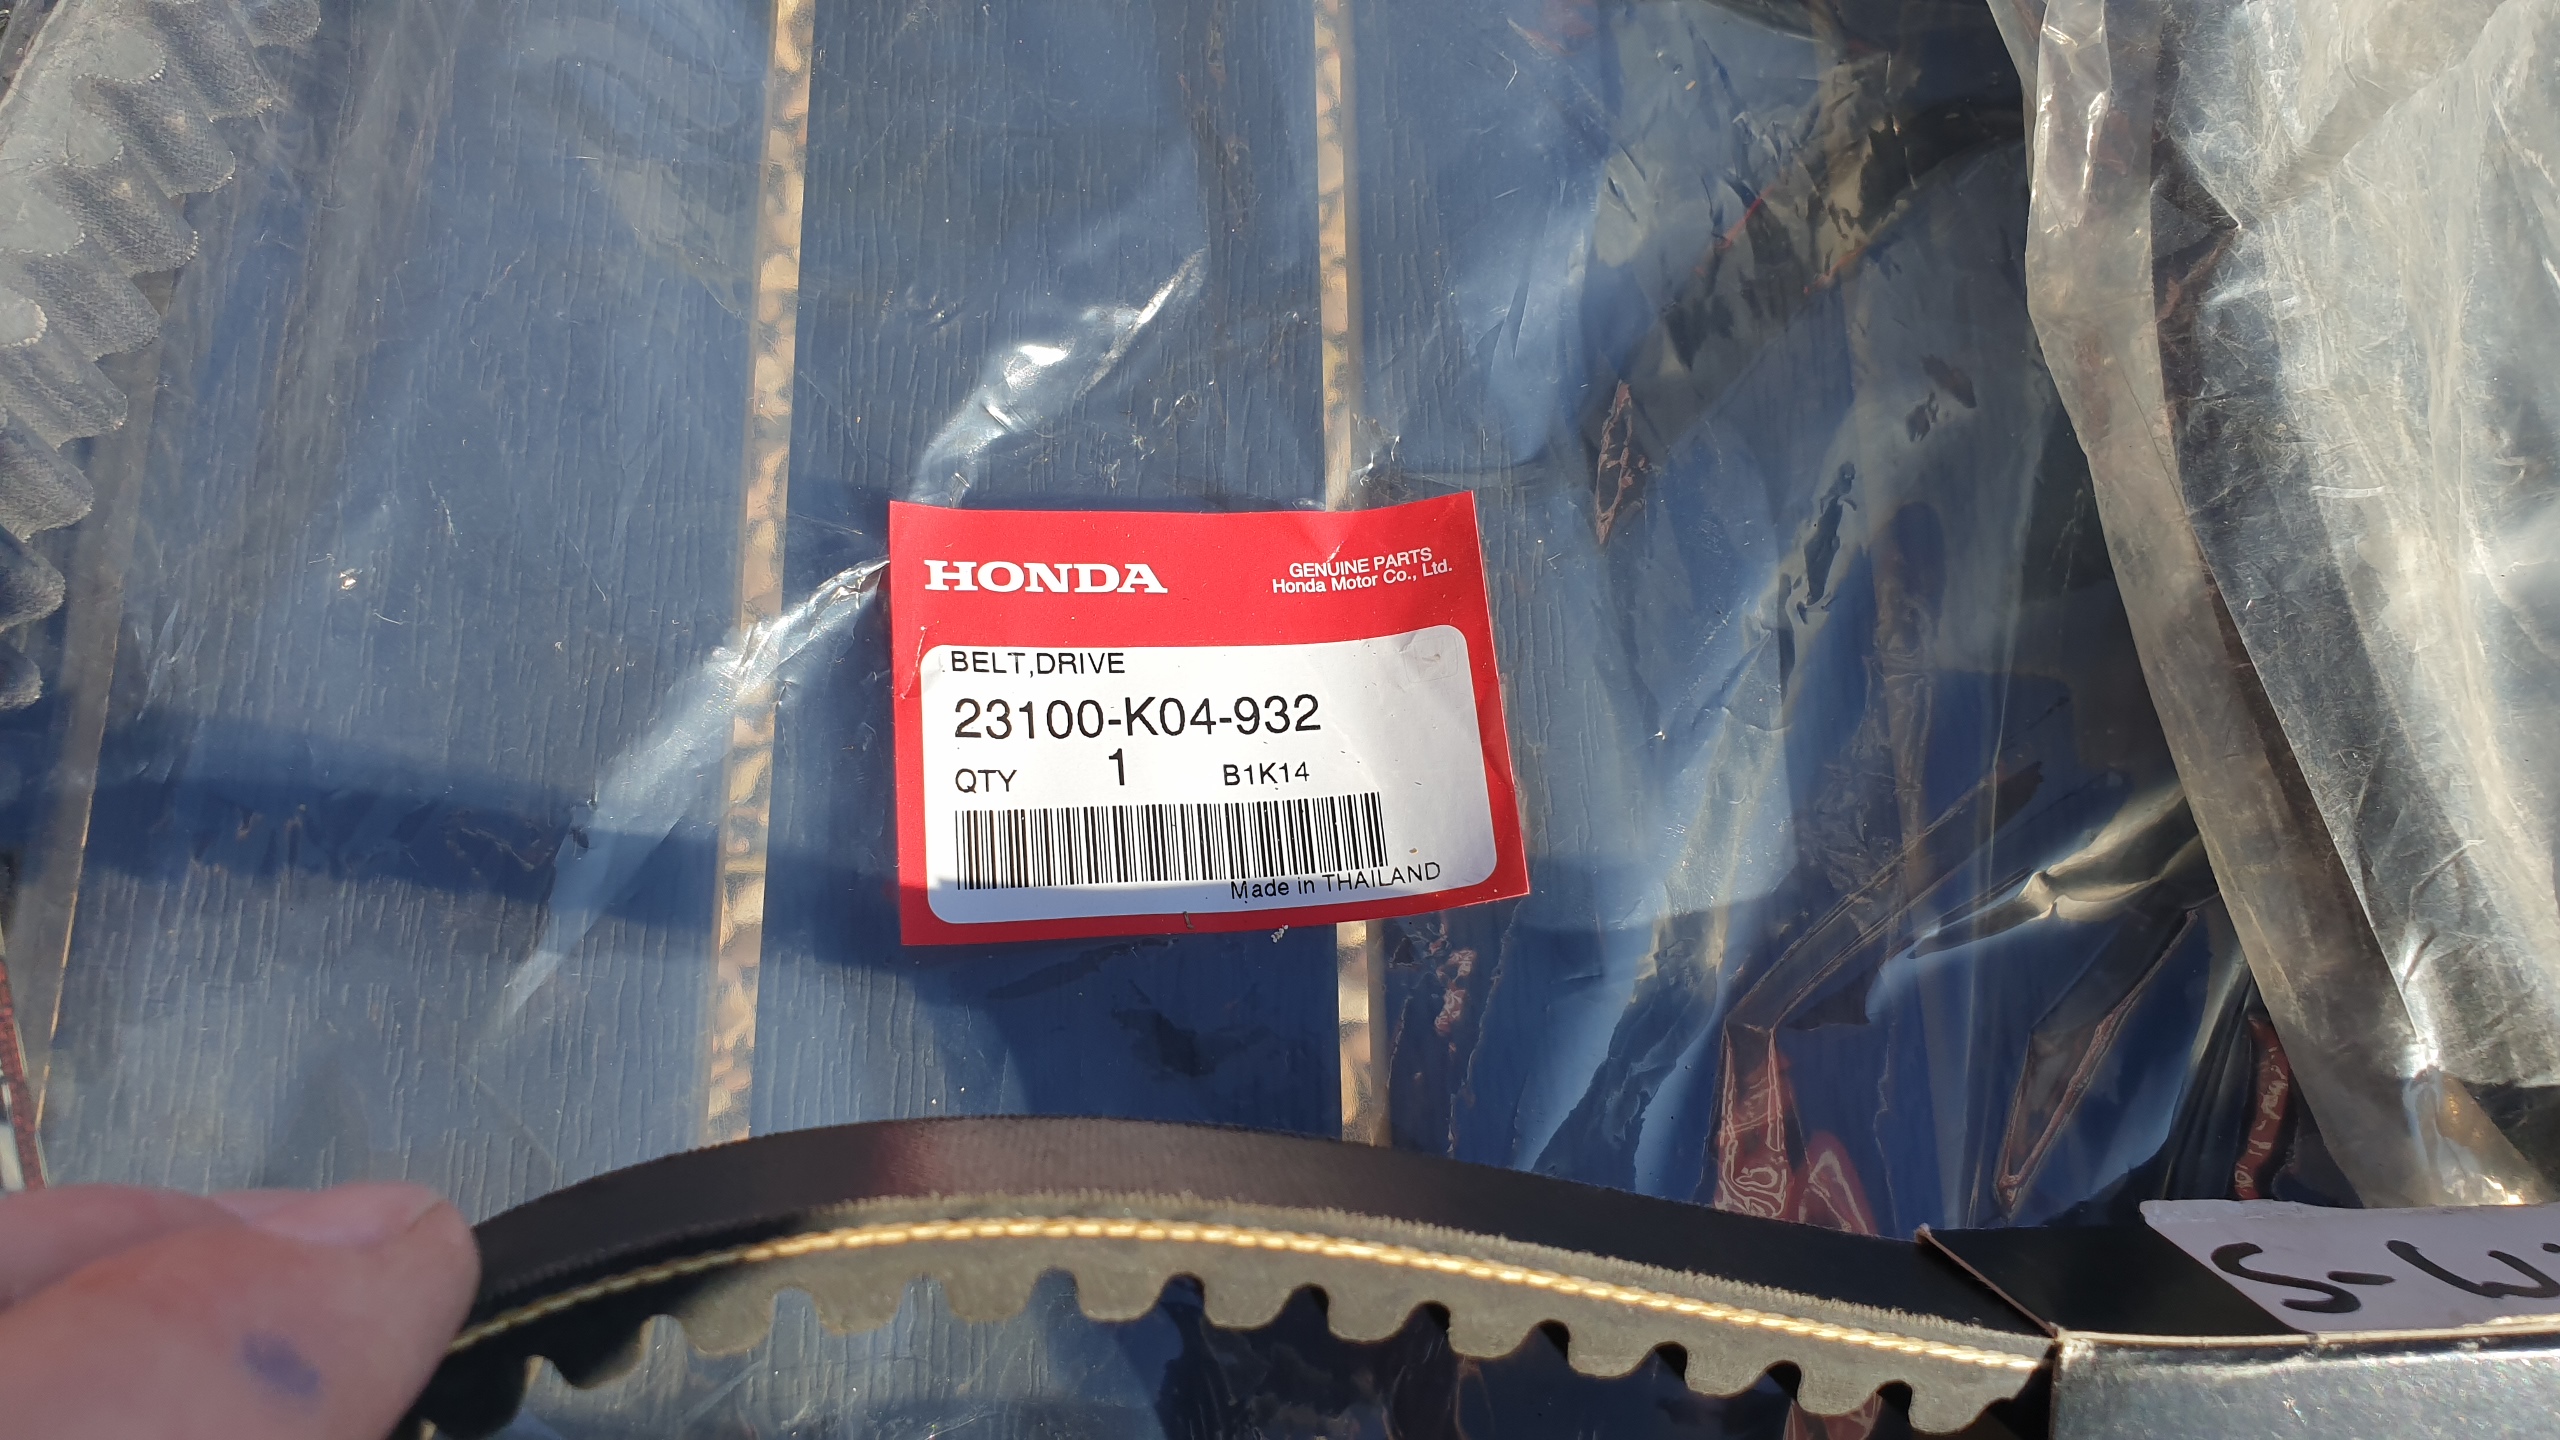 HONDA
GENUINE PARTS
Honda Motor Co., Ltd.
BELT,DRIVE
23100-K04-932
QTY 1 B1K14
Made in THAILAND